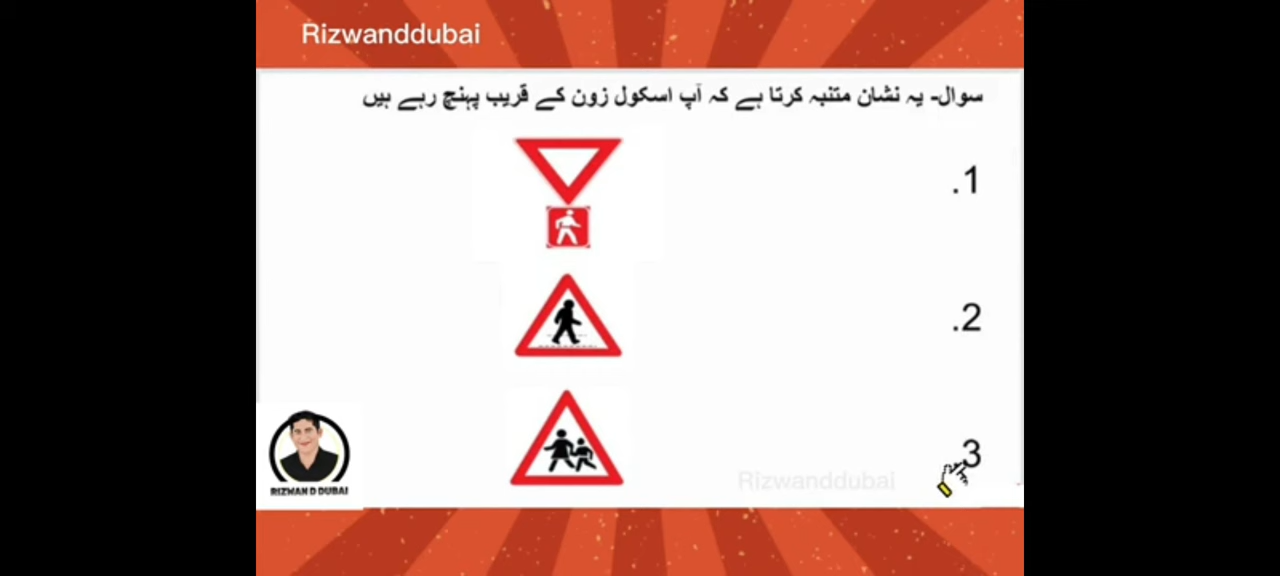 Rizwanddubai
سوال- یہ نشان متنبہ کرتا ہے کہ آپ اسکول زون کے قریب پہنچ رہے ہیں
.1
.2
3
RIZWAN D DUBAI
Rizwanddubai